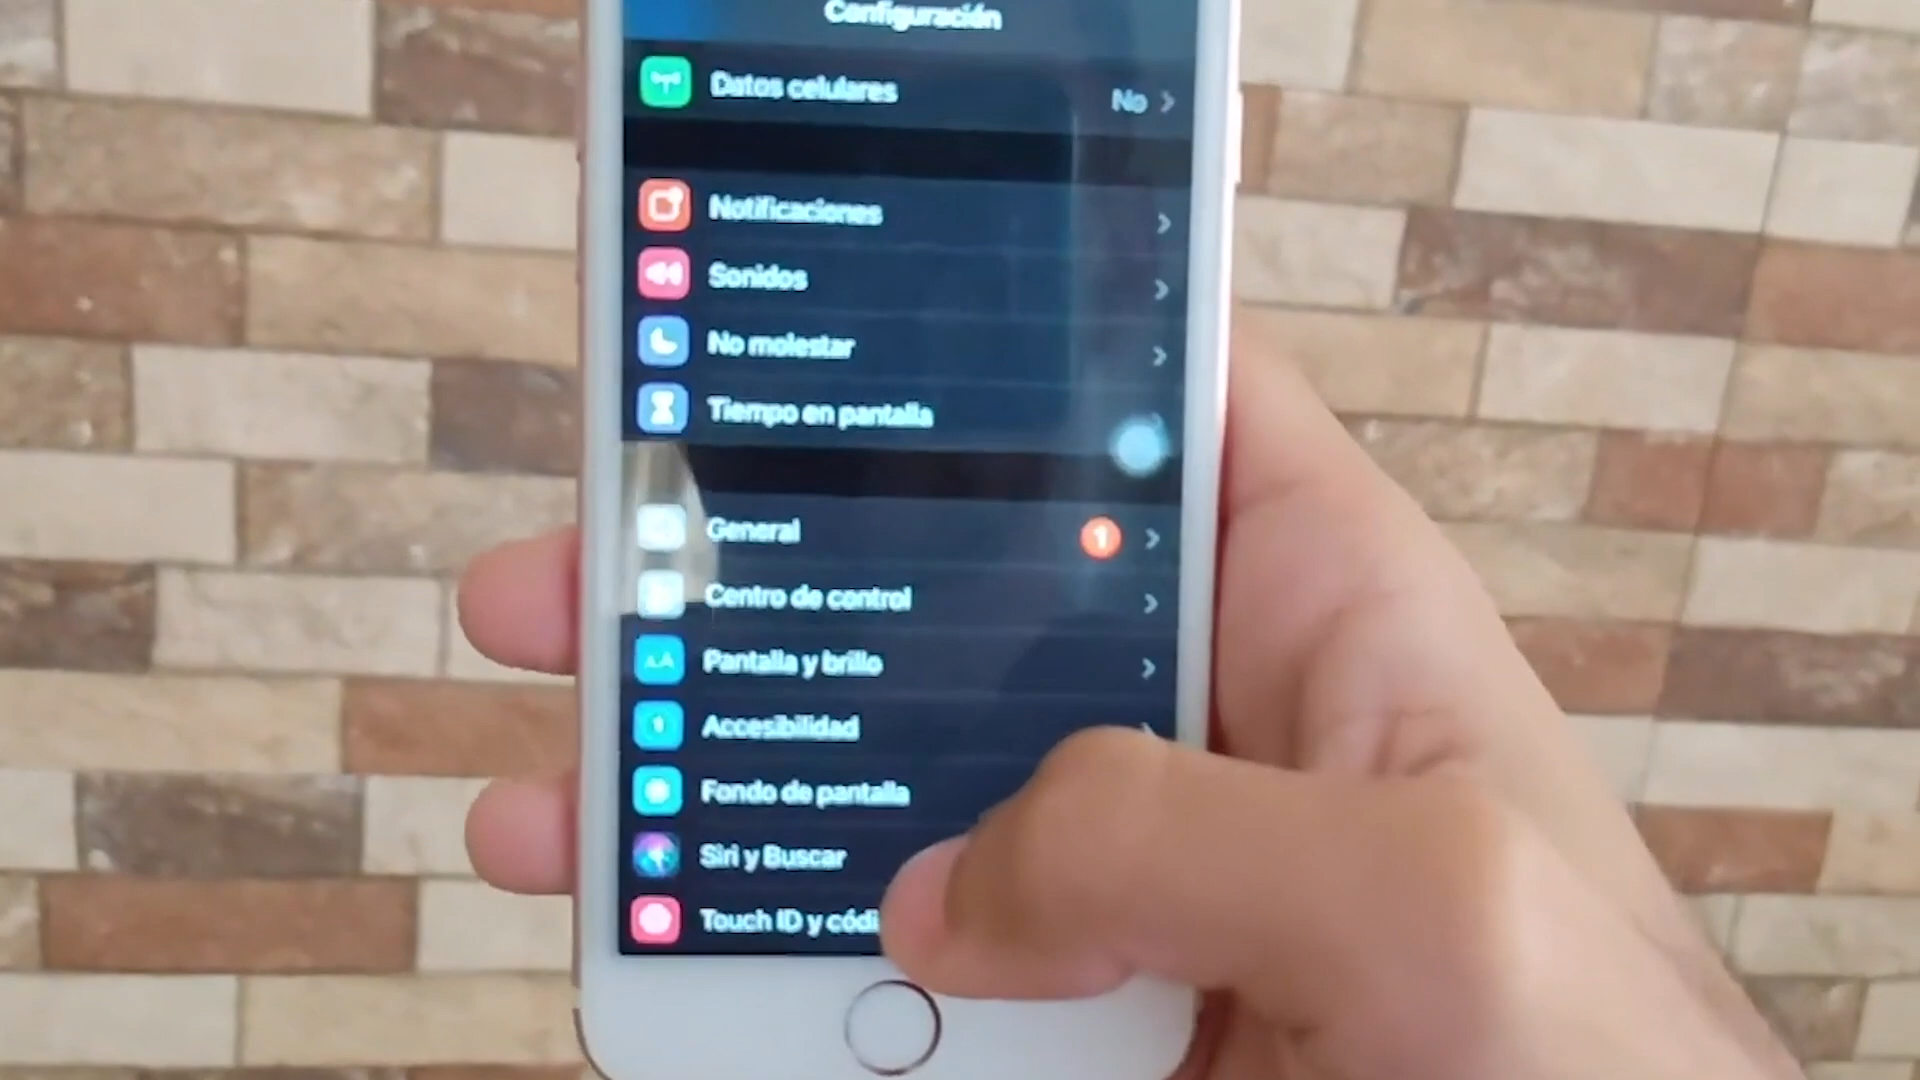 Configuración
Datos celulares No
Notificaciones
Sonidos
No molestar
Tiempo en pantalla
General 1
Centro de control
Pantalla y brillo
AA
Accesibilidad
Fondo de pantalla
Siri y Buscar
Touch ID y códi